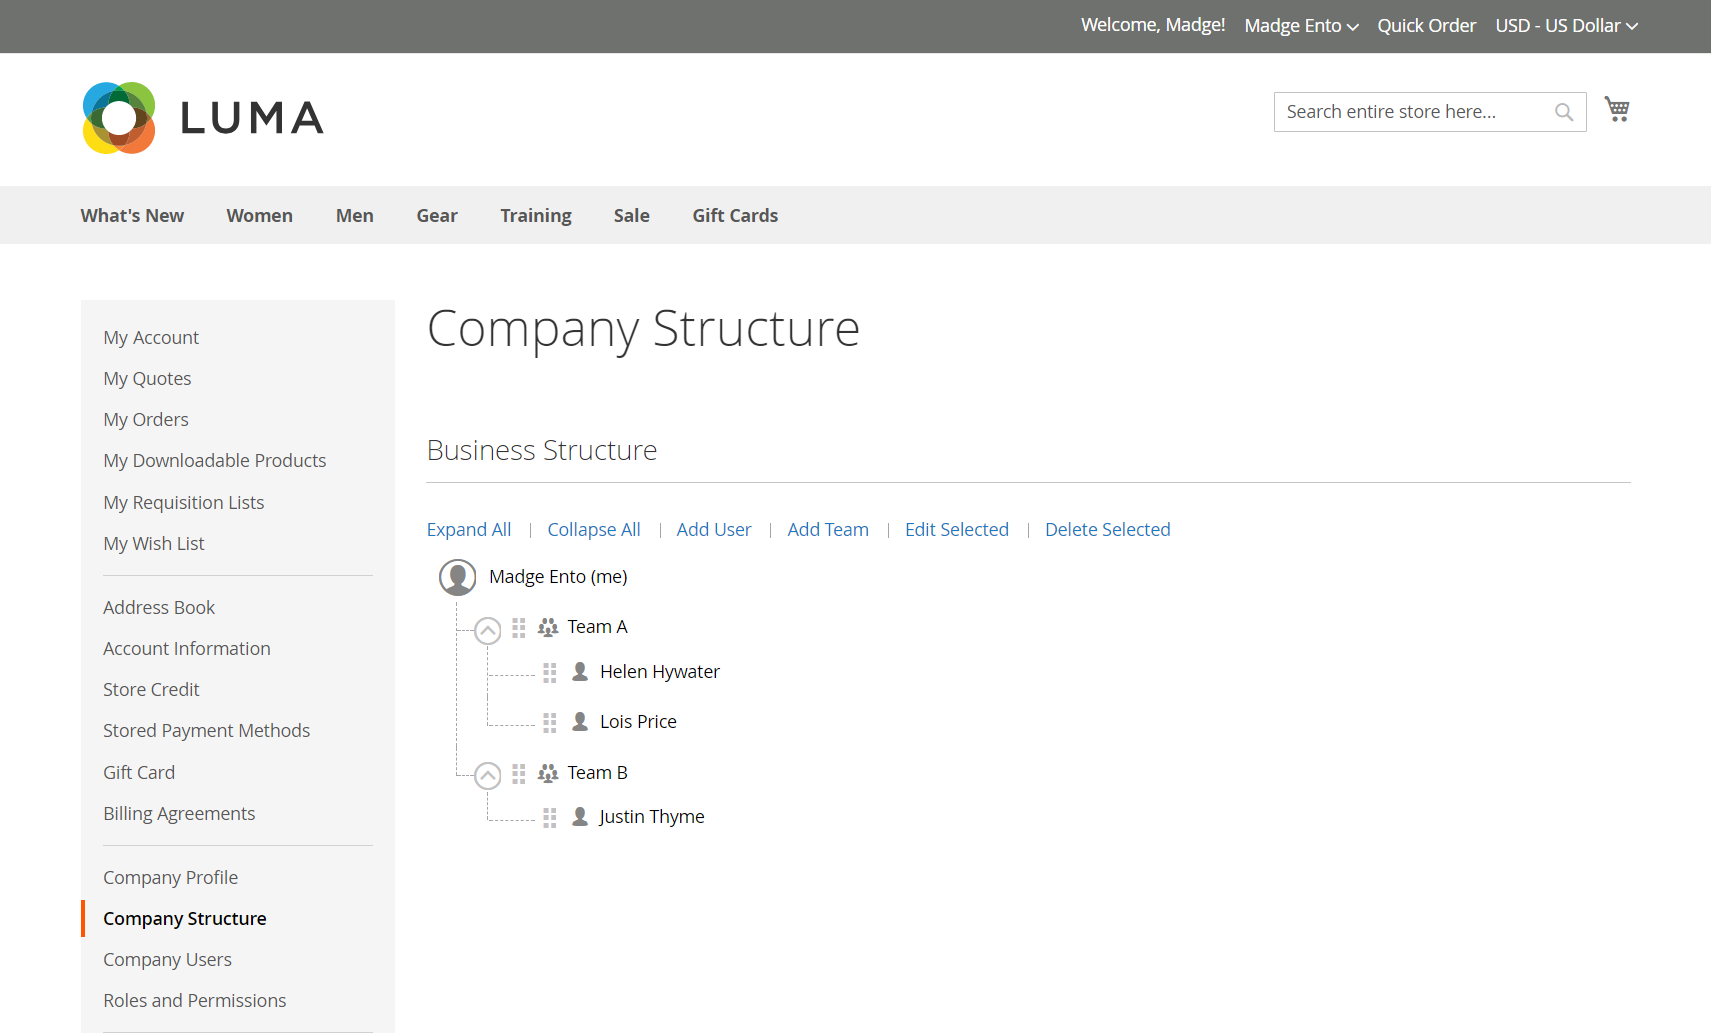 Welcome, Madge! Madge Ento Quick Order USD - US Dollar
LUMA
Search entire store here...
What's New Women Men Gear Training Sale Gift Cards
My Account
My Quotes
My Orders
My Downloadable Products
My Requisition Lists
My Wish List
Address Book
Account Information
Store Credit
Stored Payment Methods
Gift Card
Billing Agreements
Company Profile
Company Structure
Company Users
Roles and Permissions
Company Structure
Business Structure
Expand All | Collapse All | Add User | Add Team | Edit Selected | Delete Selected
Madge Ento (me)
Team A
Helen Hywater
Lois Price
Team B
Justin Thyme